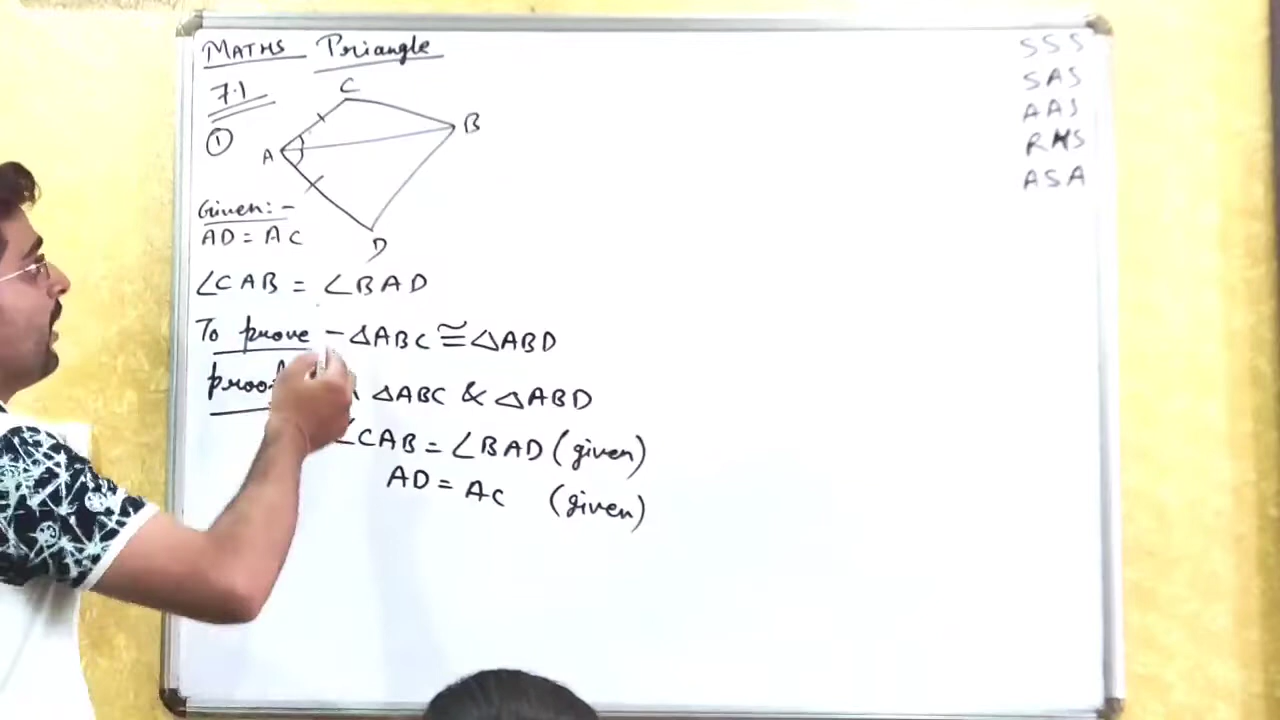 MATHS Triangle
7.1
①
C
B
A
D
Given:-
AD = AC
∠CAB = ∠BAD
To prove - △ABC ≅ △ABD
△ABC & △ABD
∠CAB = ∠BAD (given)
AD = AC (given)
SSS
SAS
AAS
RHS
ASA